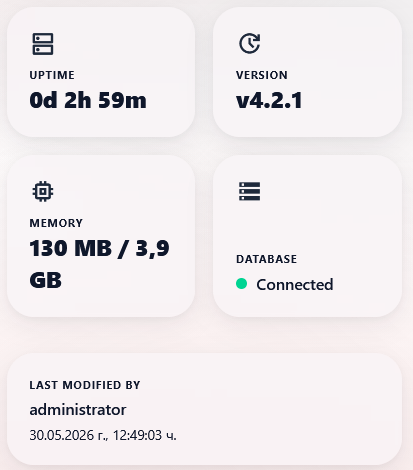 UPTIME
0d 2h 59m
VERSION
v4.2.1
MEMORY
130 MB / 3,9
GB
DATABASE
Connected
LAST MODIFIED BY
administrator
30.05.2026 г., 12:49:03 ч.